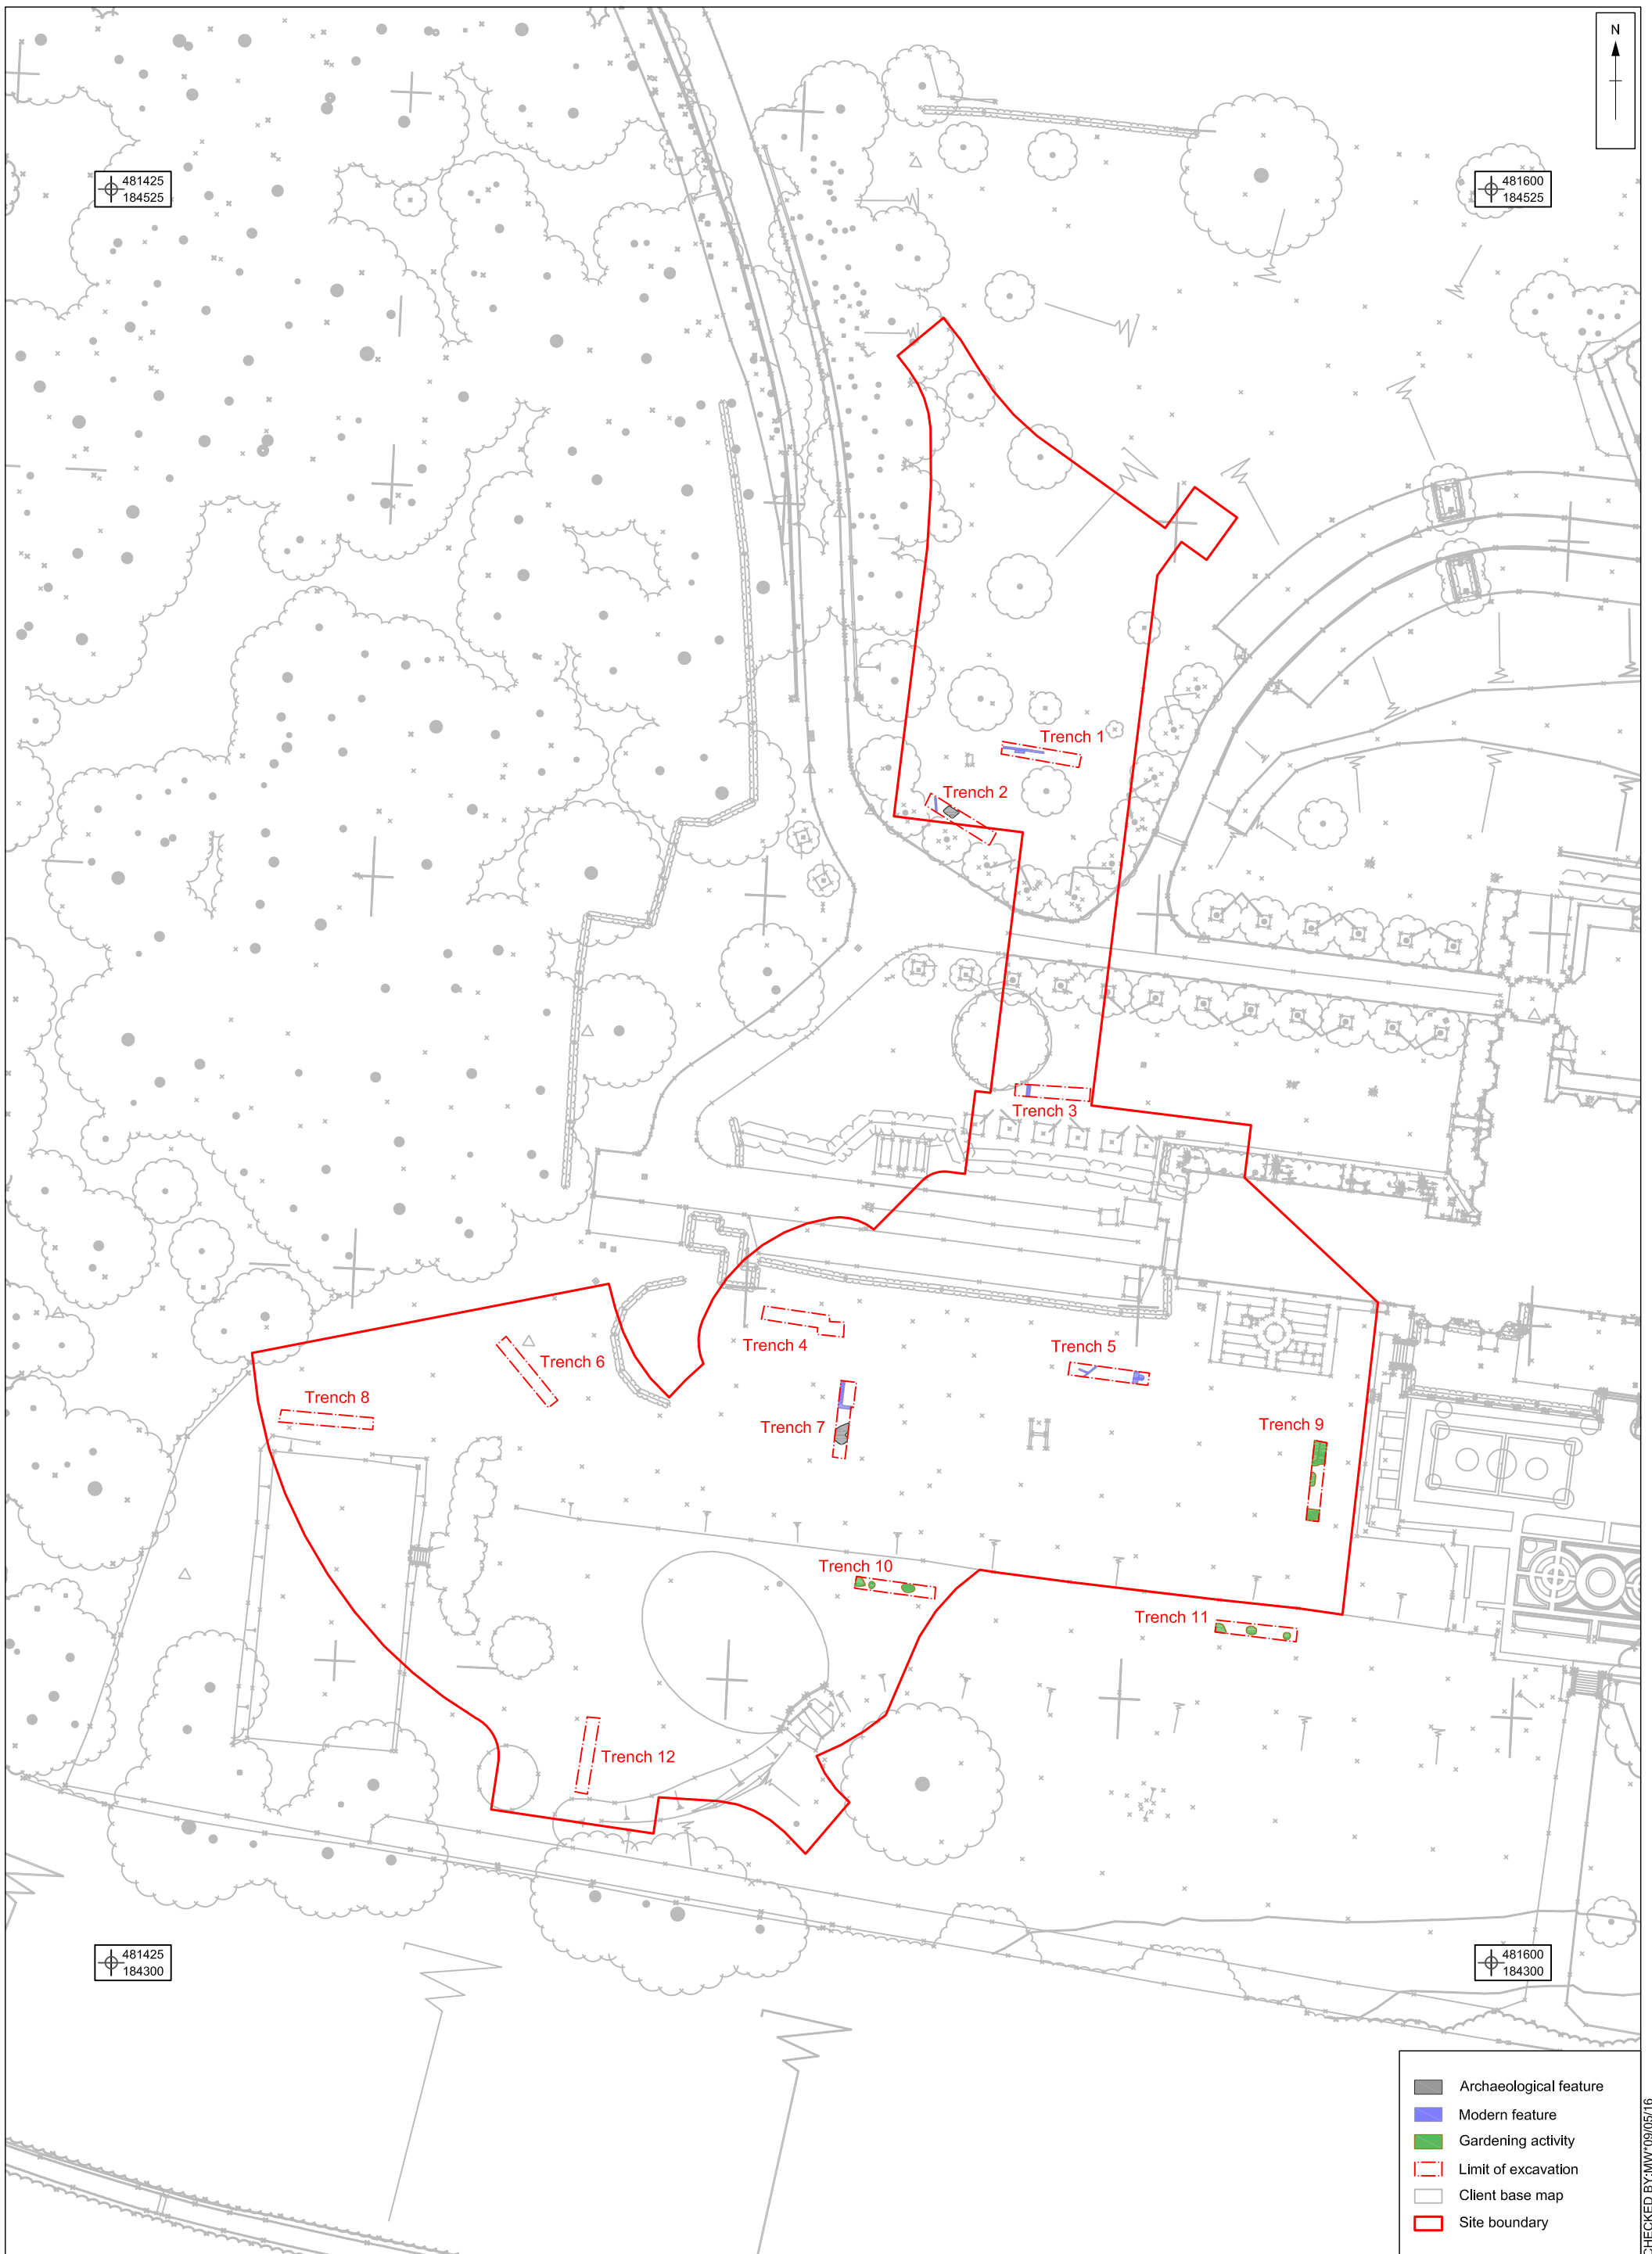 N
481425
184525
481600
184525
Trench 1
Trench 2
Trench 3
Trench 4
Trench 5
Trench 6
Trench 8
Trench 7
Trench 9
Trench 10
Trench 11
Trench 12
481425
184300
481600
184300
Archaeological feature
Modern feature
Gardening activity
Limit of excavation
Client base map
Site boundary
CHECKED BY:MW*09/05/16